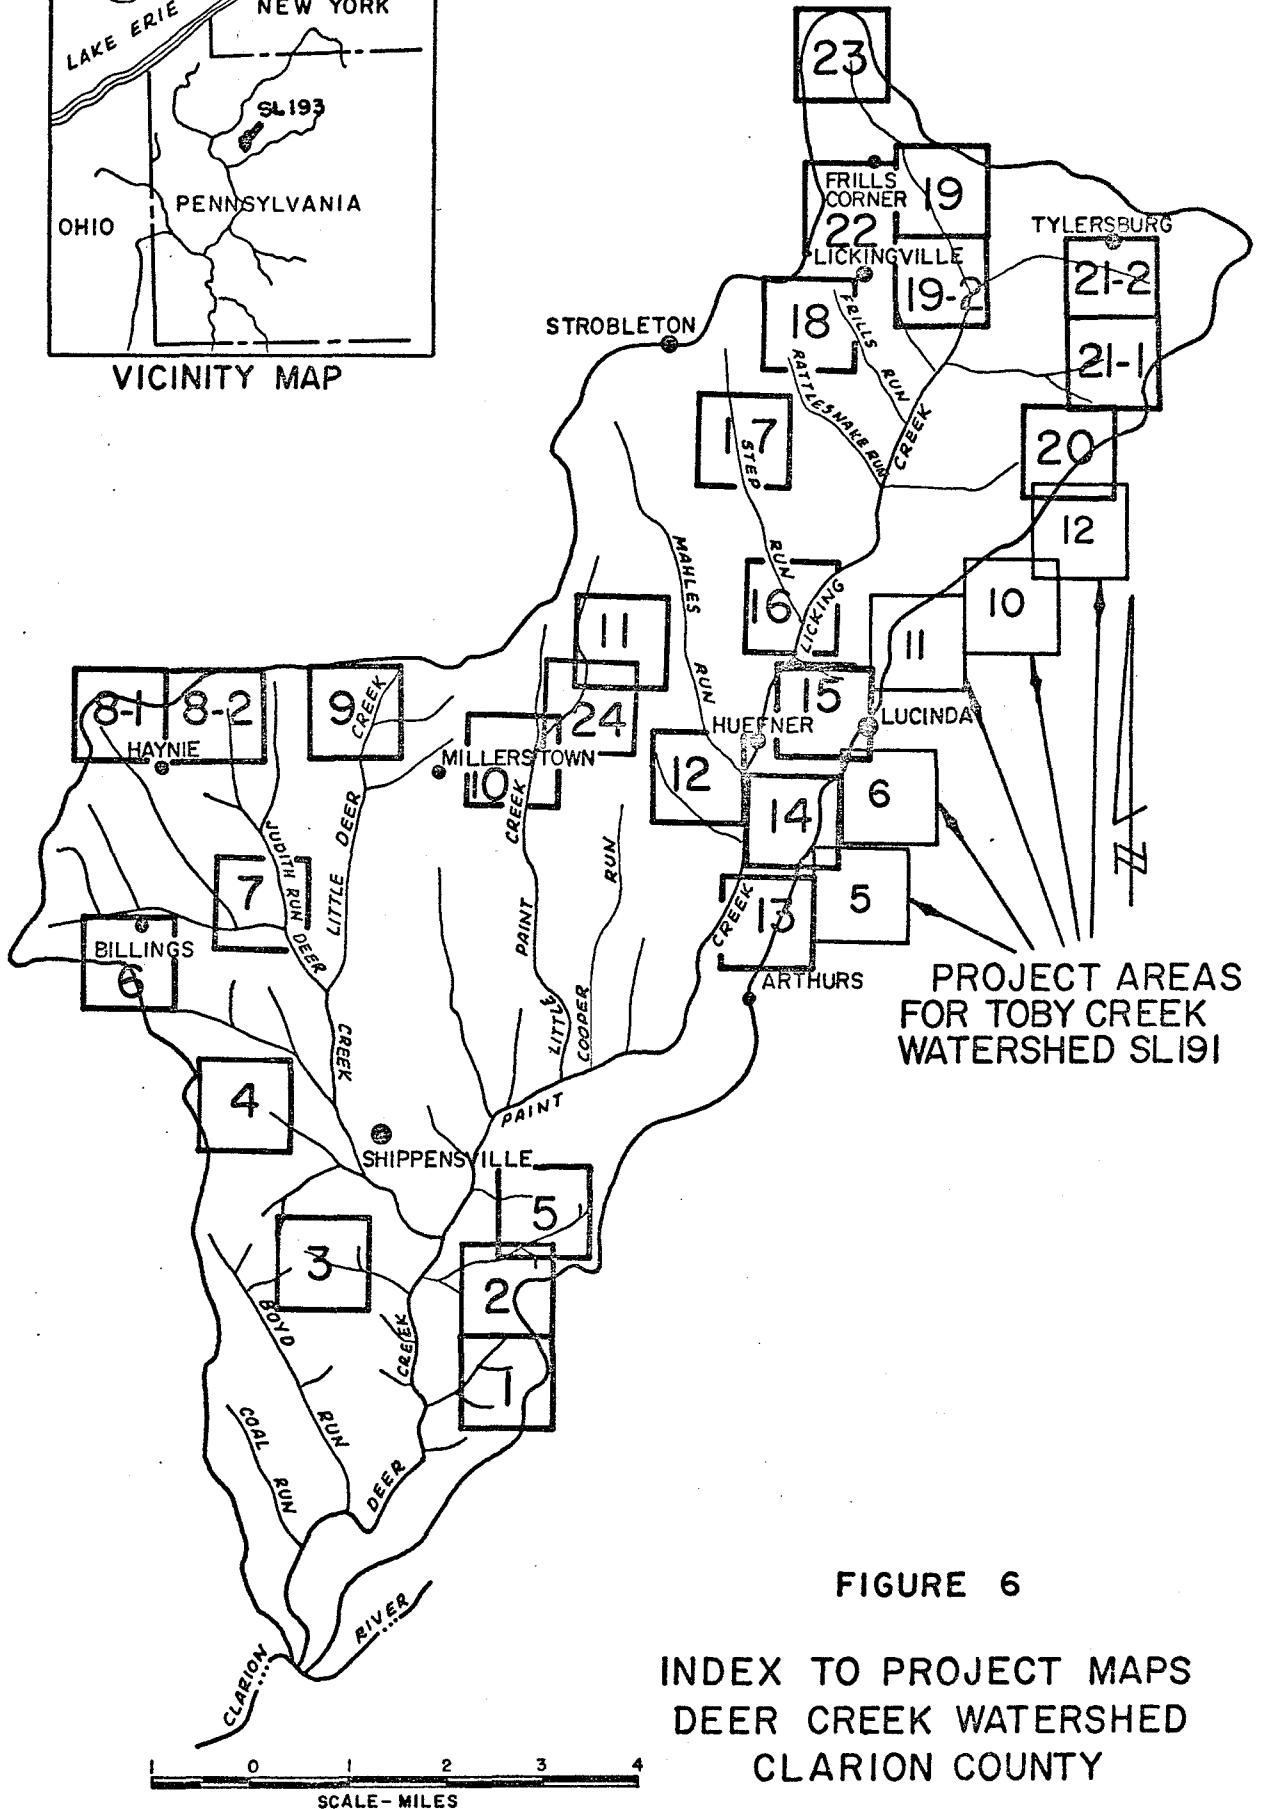 NEW YORK
LAKE ERIE
SL193
PENNSYLVANIA
OHIO
VICINITY MAP
23
FRILLS
CORNER
19
22
TYLERSBURG
LICKINGVILLE
21-2
19-2
18
STROBLETON
FRILLS RUN
21-1
RATTLESNAKE RUN
LICKING CREEK
17
STEP RUN
20
12
MAHLES RUN
16
10
11
11
15
8-1
8-2
9
24
LUCINDA
HUEFNER
HAYNIE
MILLERSTOWN
10
12
6
14
LITTLE DEER CREEK
JUDITH RUN
7
PAINT CREEK
5
13
CREEK
BILLINGS
6
DEER CREEK
LITTLE PAINT CREEK
COOPER RUN
ARTHURS
N
PROJECT AREAS
FOR TOBY CREEK
WATERSHED SL191
4
PAINT
SHIPPENSVILLE
5
3
2
BOYD RUN
CREEK
1
COAL RUN
DEER
CLARION RIVER
FIGURE 6
INDEX TO PROJECT MAPS
DEER CREEK WATERSHED
CLARION COUNTY
1 0 1 2 3 4
SCALE-MILES